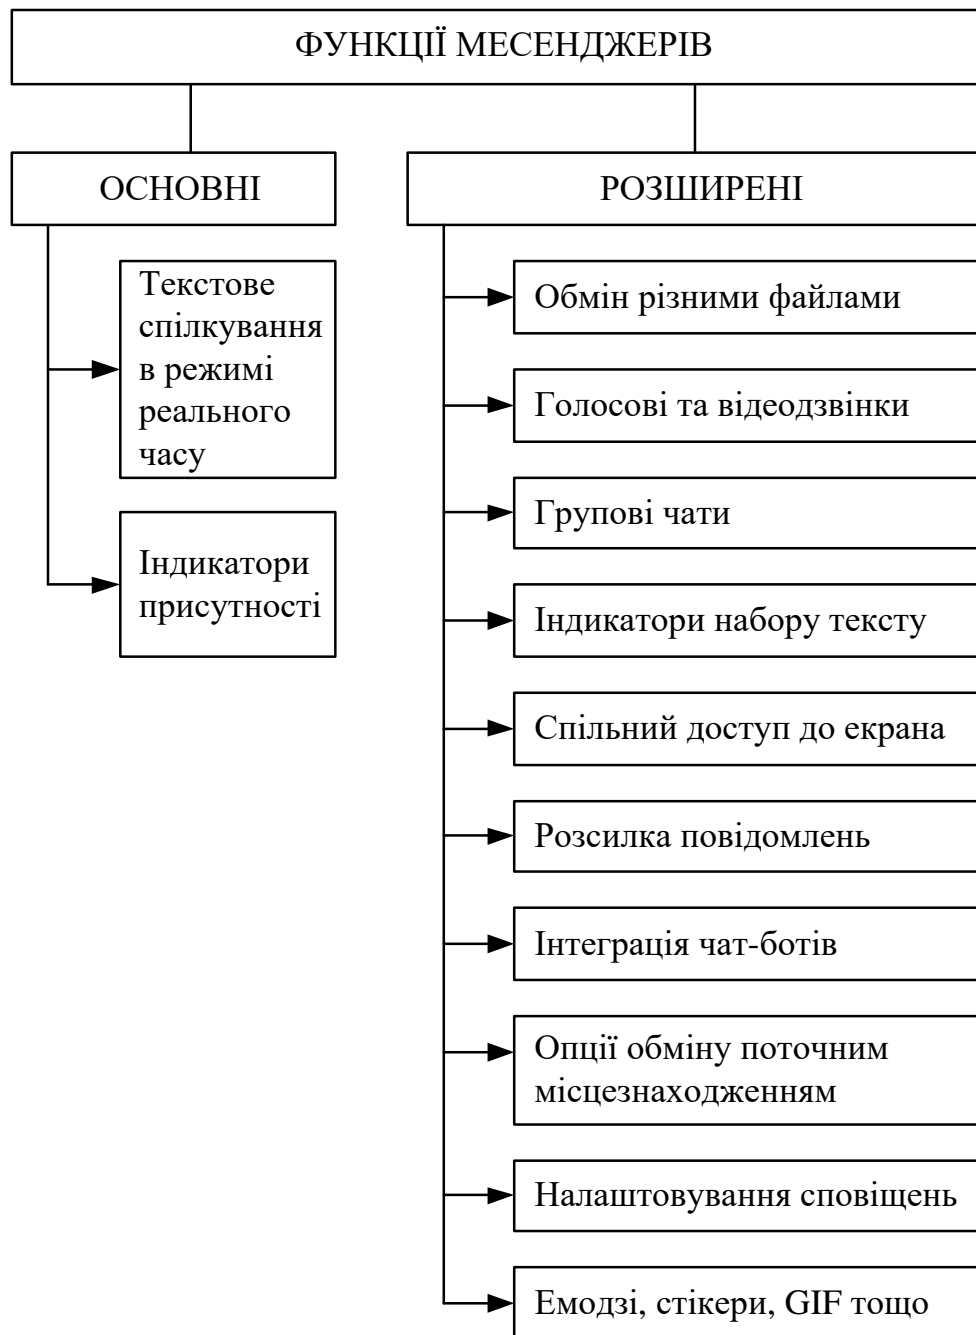 ФУНКЦІЇ МЕСЕНДЖЕРІВ
ОСНОВНІ
Текстове
спілкування
в режимі
реального
часу
Індикатори
присутності
РОЗШИРЕНІ
Обмін різними файлами
Голосові та відеодзвінки
Групові чати
Індикатори набору тексту
Спільний доступ до екрана
Розсилка повідомлень
Інтеграція чат-ботів
Опції обміну поточним
місцезнаходженням
Налаштовування сповіщень
Емодзі, стікери, GIF тощо